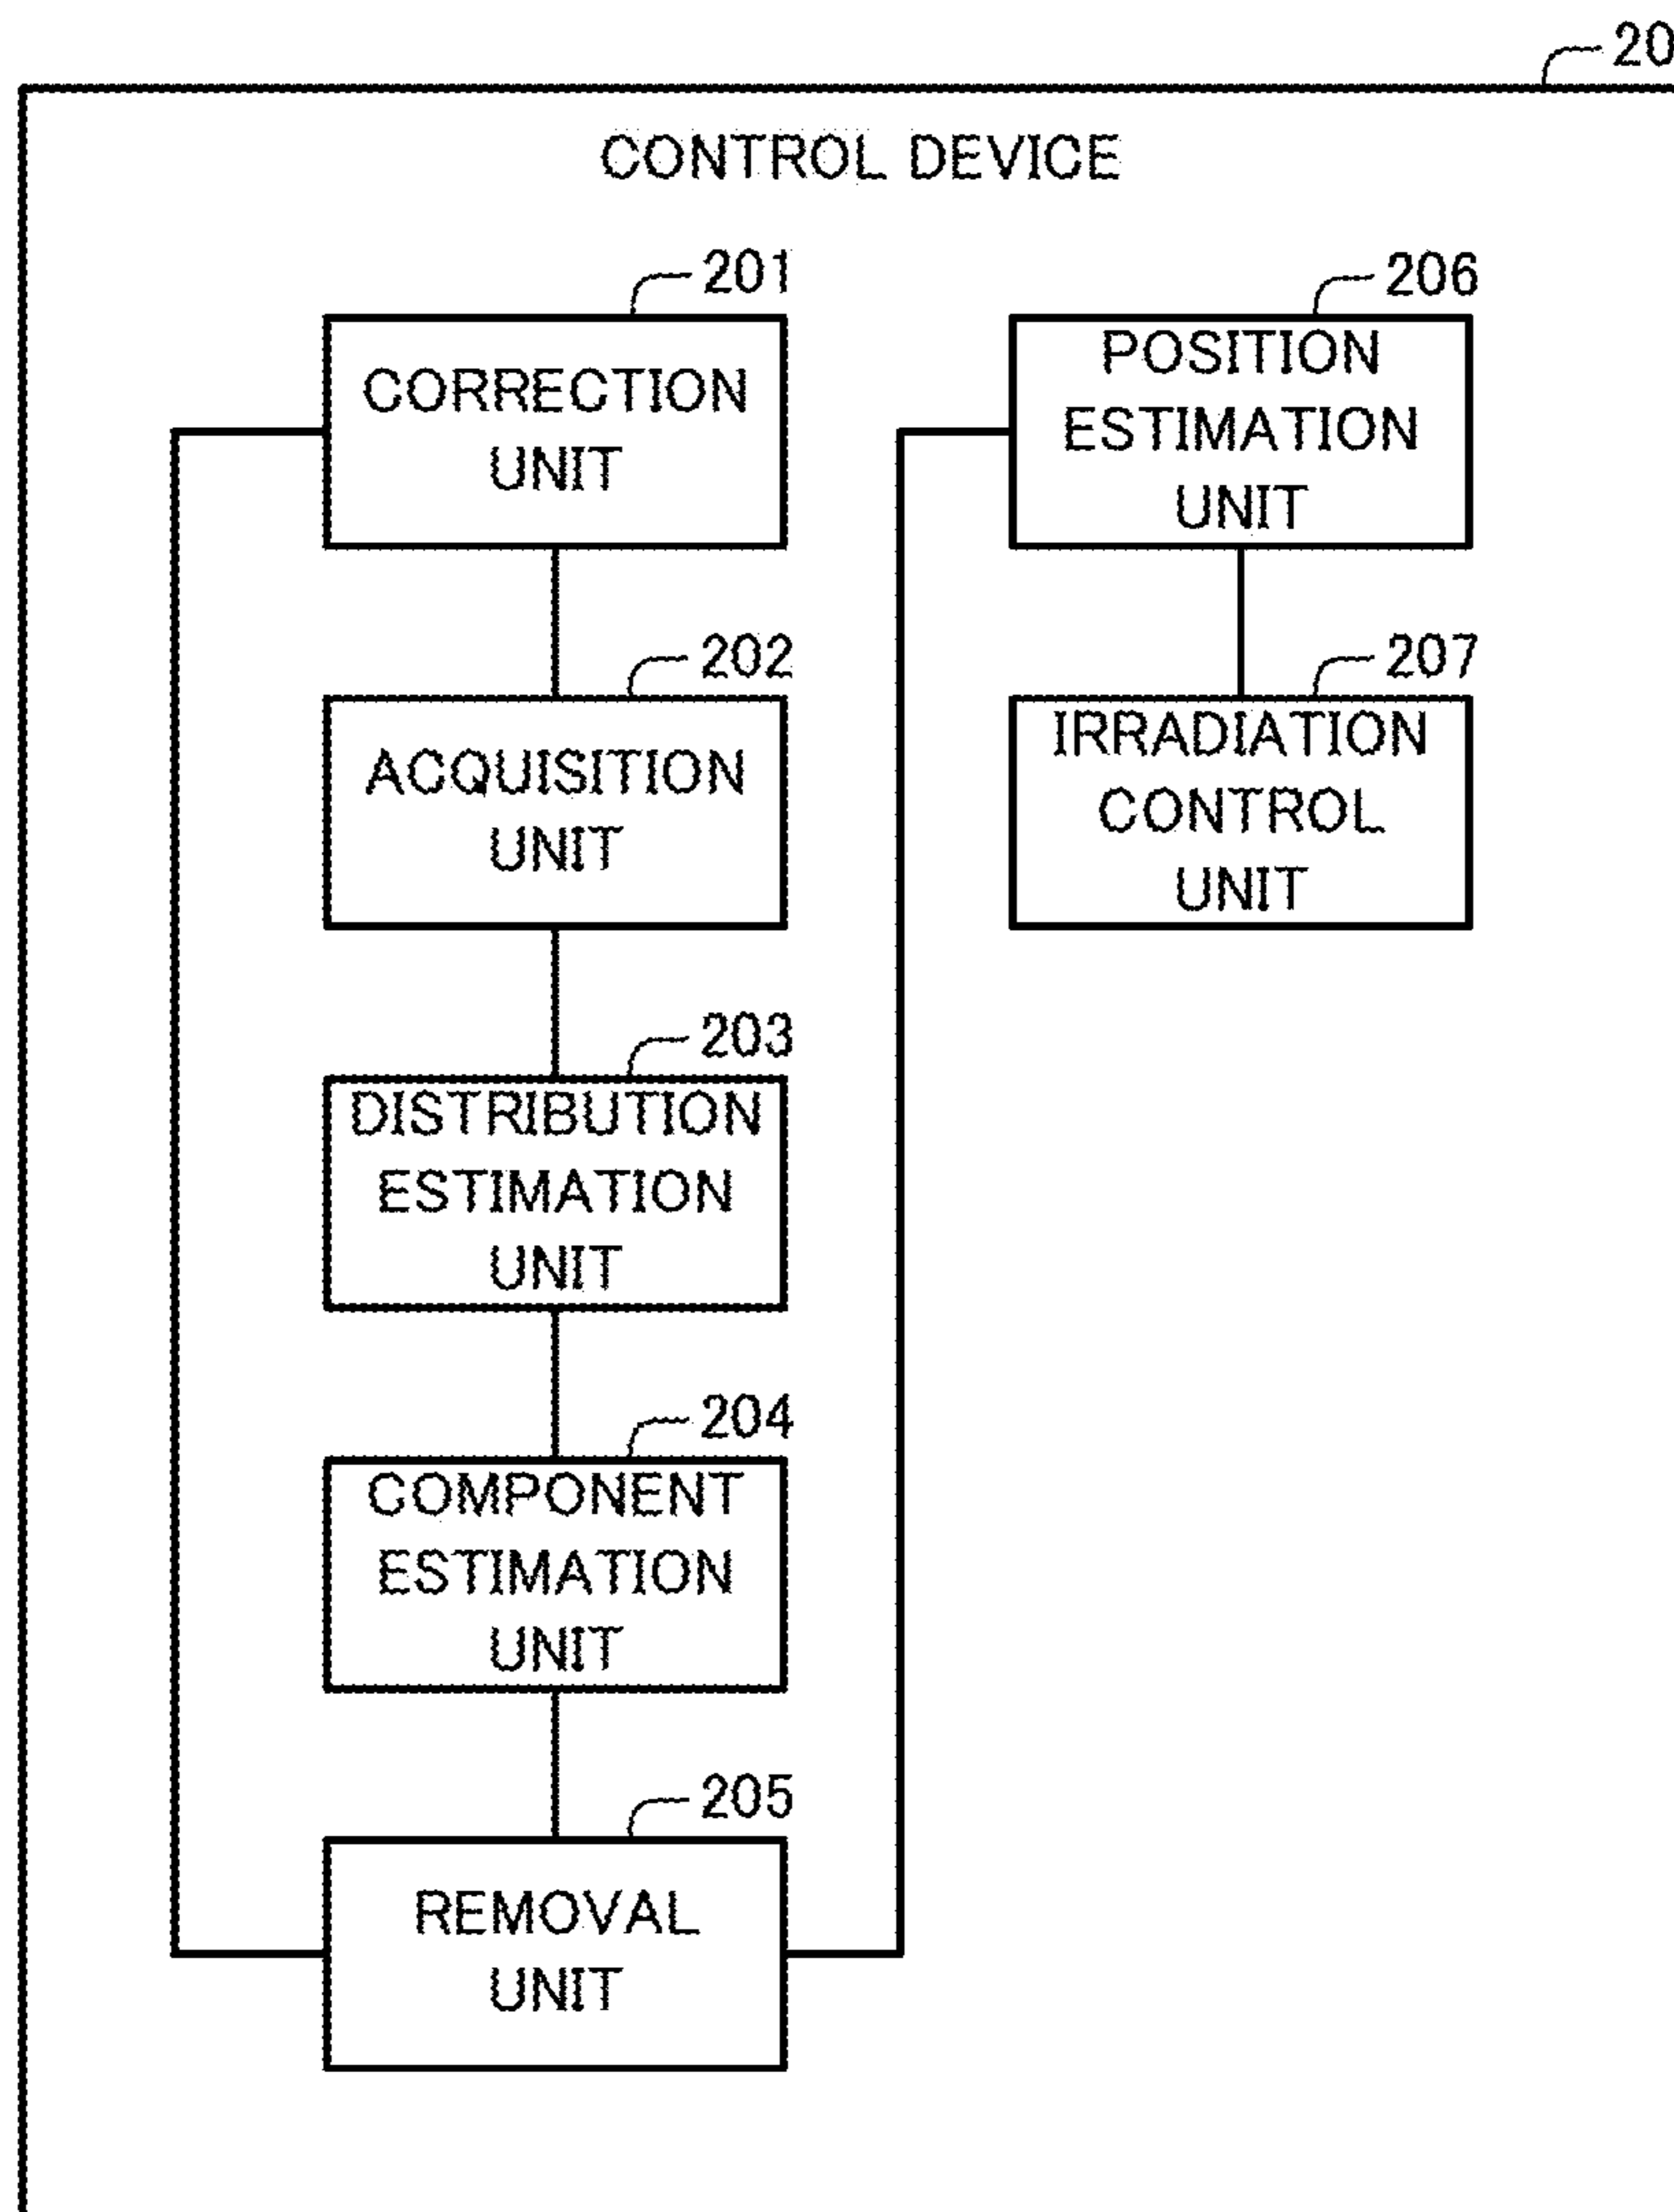 20
CONTROL DEVICE
201
CORRECTION
UNIT
202
ACQUISITION
UNIT
203
DISTRIBUTION
ESTIMATION
UNIT
204
COMPONENT
ESTIMATION
UNIT
205
REMOVAL
UNIT
206
POSITION
ESTIMATION
UNIT
207
IRRADIATION
CONTROL
UNIT